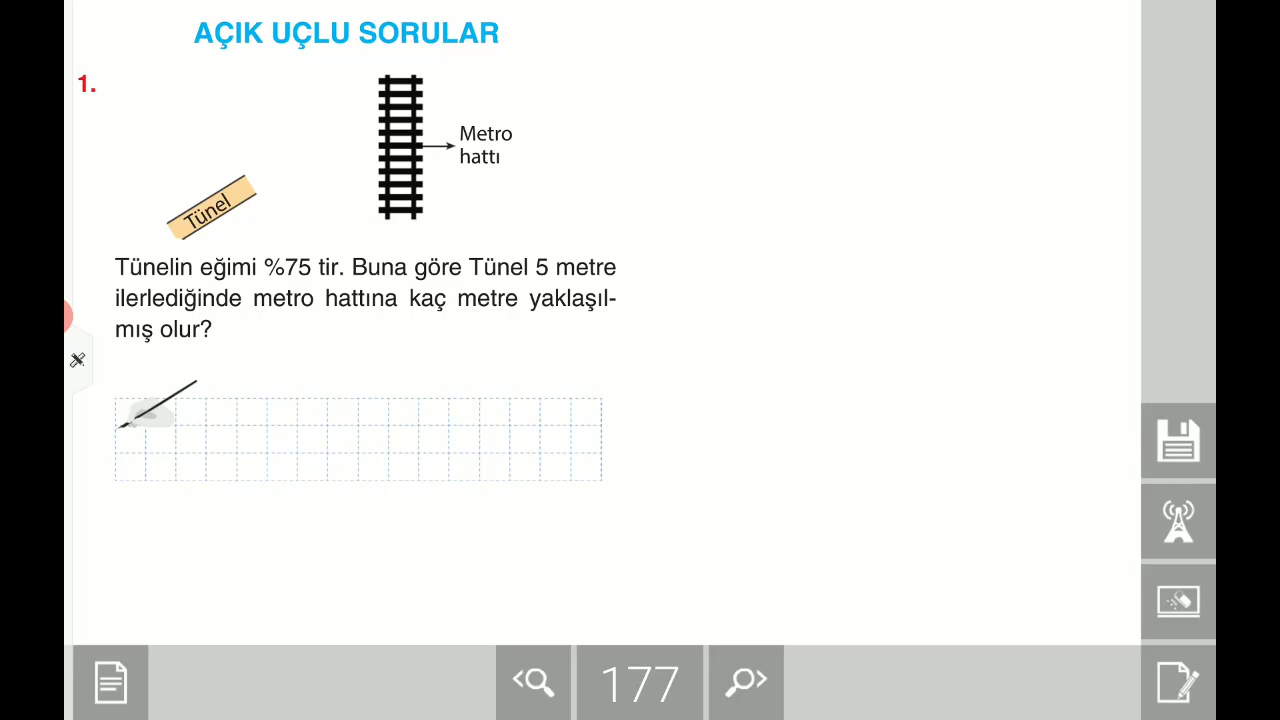 AÇIK UÇLU SORULAR
1.
Metro
hattı
Tünel
Tünelin eğimi %75 tir. Buna göre Tünel 5 metre
ilerlediğinde metro hattına kaç metre yaklaşıl-
mış olur?
177